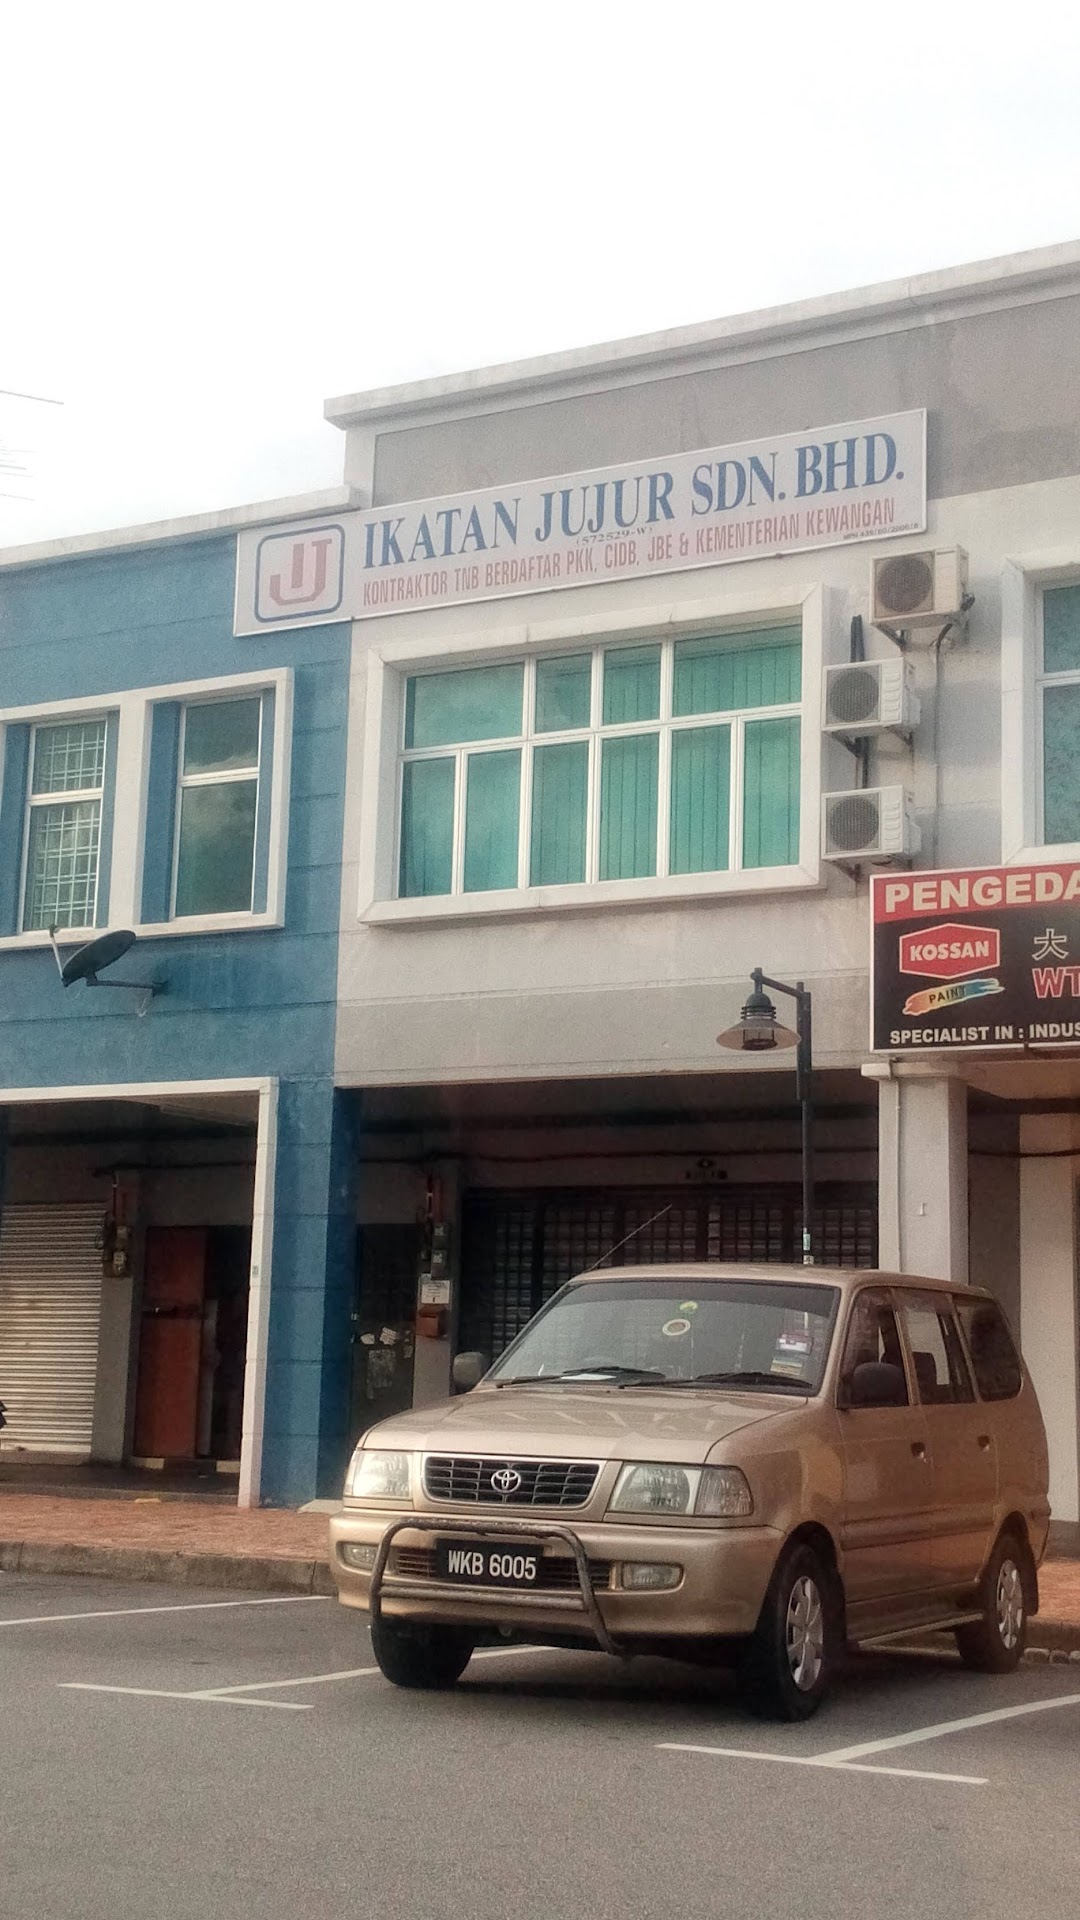 IJ
IKATAN JUJUR SDN. BHD.
(572529-W)
KONTRAKTOR TNB BERDAFTAR PKK, CIDB, JBE & KEMENTERIAN KEWANGAN
PENGEDA
KOSSAN
PAINT
大
WT
SPECIALIST IN : INDUS
WKB 6005